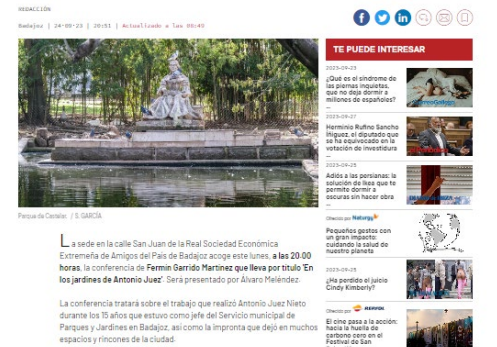 REDACCIÓN
Badajoz | 24-09-23 | 20:51 | Actualizado a las 09:49
Parque de Castelar. / S. GARCÍA
La sede en la calle San Juan de la Real Sociedad Económica
Extremeña de Amigos del País de Badajoz acoge este lunes, a las 20.00
horas, la conferencia de Fermín Garrido Martínez que lleva por título 'En
los jardines de Antonio Juez'. Será presentado por Álvaro Meléndez.
La conferencia tratará sobre el trabajo que realizó Antonio Juez Nieto
durante los 15 años que estuvo como jefe del Servicio municipal de
Parques y Jardines en Badajoz, así como la impronta que dejó en muchos
espacios y rincones de la ciudad.
TE PUEDE INTERESAR
2023-09-23
¿Qué es el síndrome de
las piernas inquietas,
que no deja dormir a
millones de españoles?
2023-09-27
Herminio Rufino Sancho
Íñiguez, el diputado que
se ha equivocado en la
votación de investidura
...
2023-09-25
Adiós a las persianas: la
solución de Ikea que te
permite dormir a
oscuras sin hacer obra
...
Ofrecido por Naturgy
Pequeños gestos con
un gran impacto:
cuidando la salud de
nuestro planeta
2023-09-25
¿Ha perdido el juicio
Cindy Kimberly?
Ofrecido por REPSOL
El cine pasa a la acción:
hacia la huella de
carbono cero en el
Festival de San